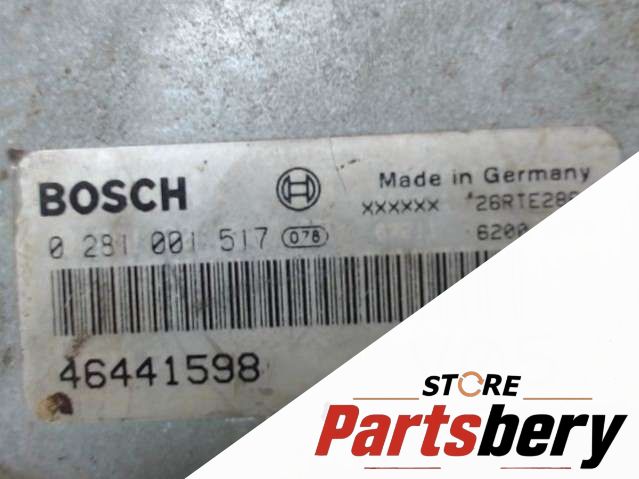 BOSCH Made in Germany
xxxxxx
0 281 001 517 078
46441598
STORE
Partsbery